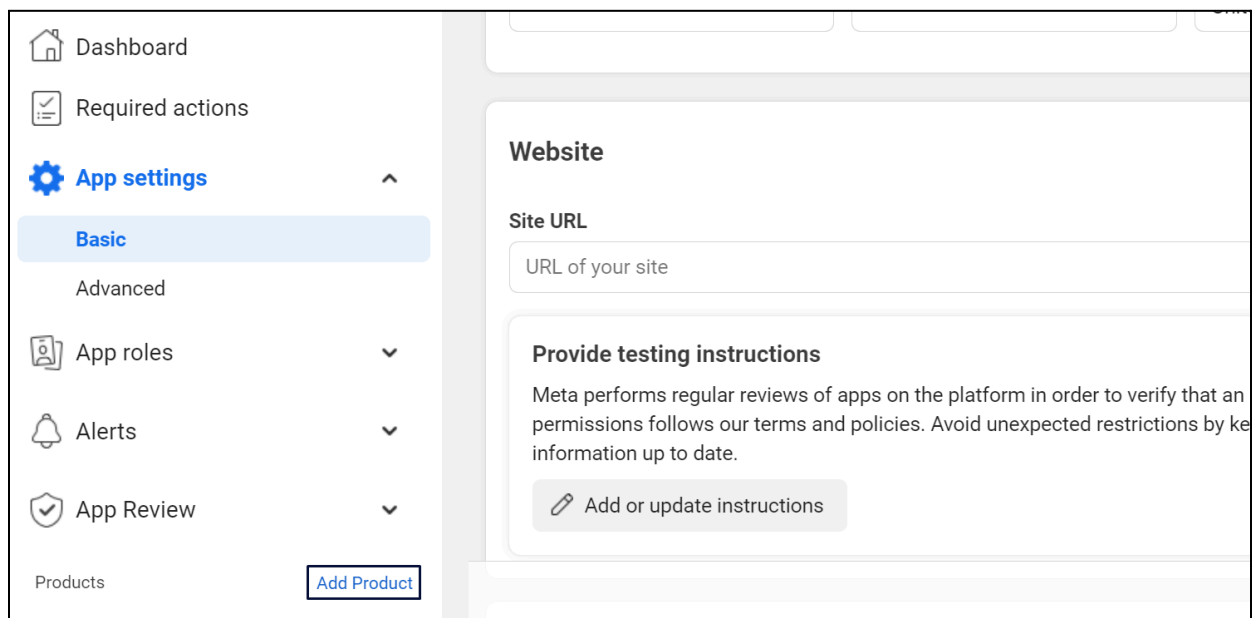 Dashboard
Required actions
App settings
Basic
Advanced
App roles
Alerts
App Review
Products
Add Product
Website
Site URL
URL of your site
Provide testing instructions
Meta performs regular reviews of apps on the platform in order to verify that an
permissions follows our terms and policies. Avoid unexpected restrictions by ke
information up to date.
Add or update instructions